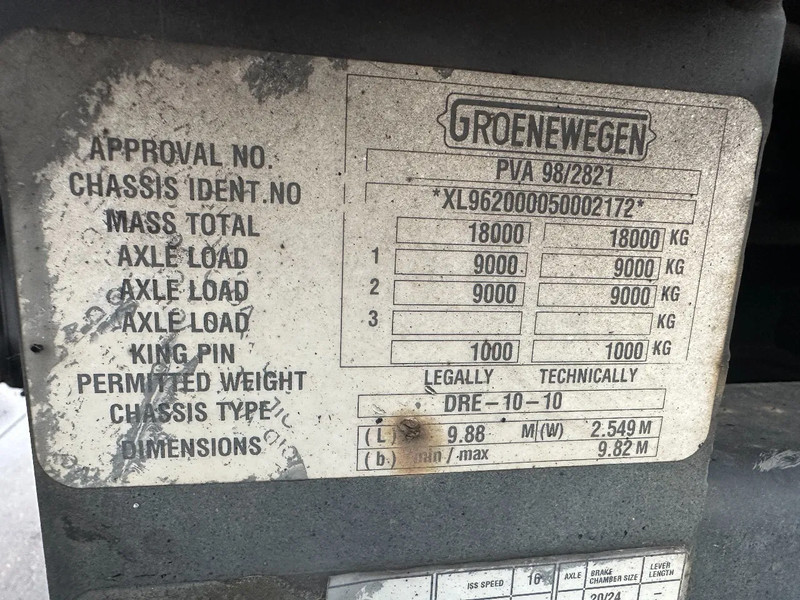 GROENEWEGEN
APPROVAL NO. PVA 98/2821
CHASSIS IDENT.NO *XL962000050002172*
MASS TOTAL 18000 18000 KG
AXLE LOAD 1 9000 9000 KG
AXLE LOAD 2 9000 9000 KG
AXLE LOAD 3 KG
KING PIN 1000 1000 KG
PERMITTED WEIGHT LEGALLY TECHNICALLY
CHASSIS TYPE DRE-10-10
DIMENSIONS (L) 9.88 M (W) 2.549 M
(b) min/max 9.82 M
ISS SPEED 16 AXLE BRAKE CHAMBER SIZE LEVER LENGTH
20/24 -